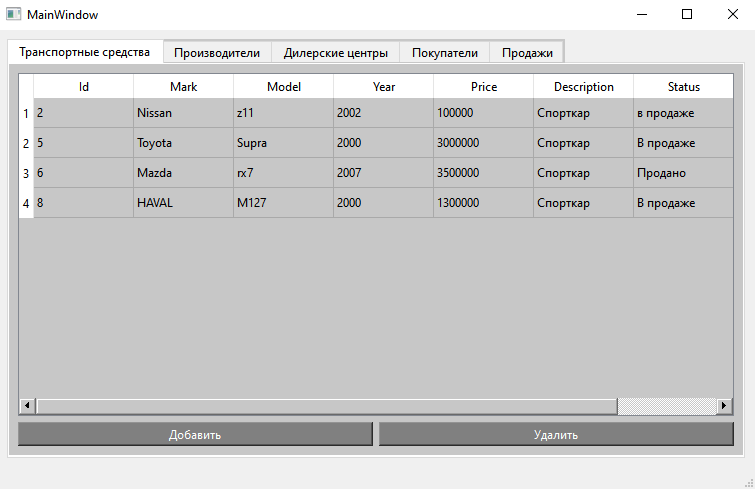 MainWindow
Транспортные средства Производители Дилерские центры Покупатели Продажи
Id Mark Model Year Price Description Status
1 2 Nissan z11 2002 100000 Спорткар в продаже
2 5 Toyota Supra 2000 3000000 Спорткар В продаже
3 6 Mazda rx7 2007 3500000 Спорткар Продано
4 8 HAVAL M127 2000 1300000 Спорткар В продаже
Добавить Удалить